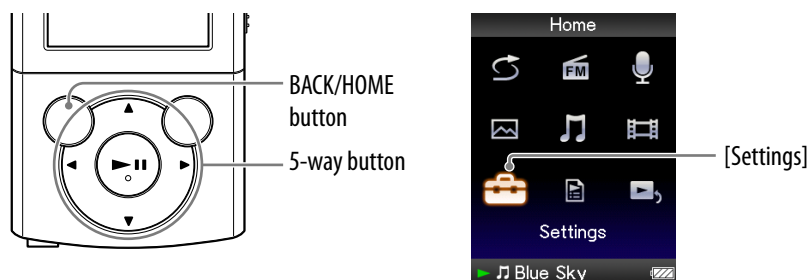 BACK/HOME
button
5-way button
Home
FM
[Settings]
Settings
Blue Sky